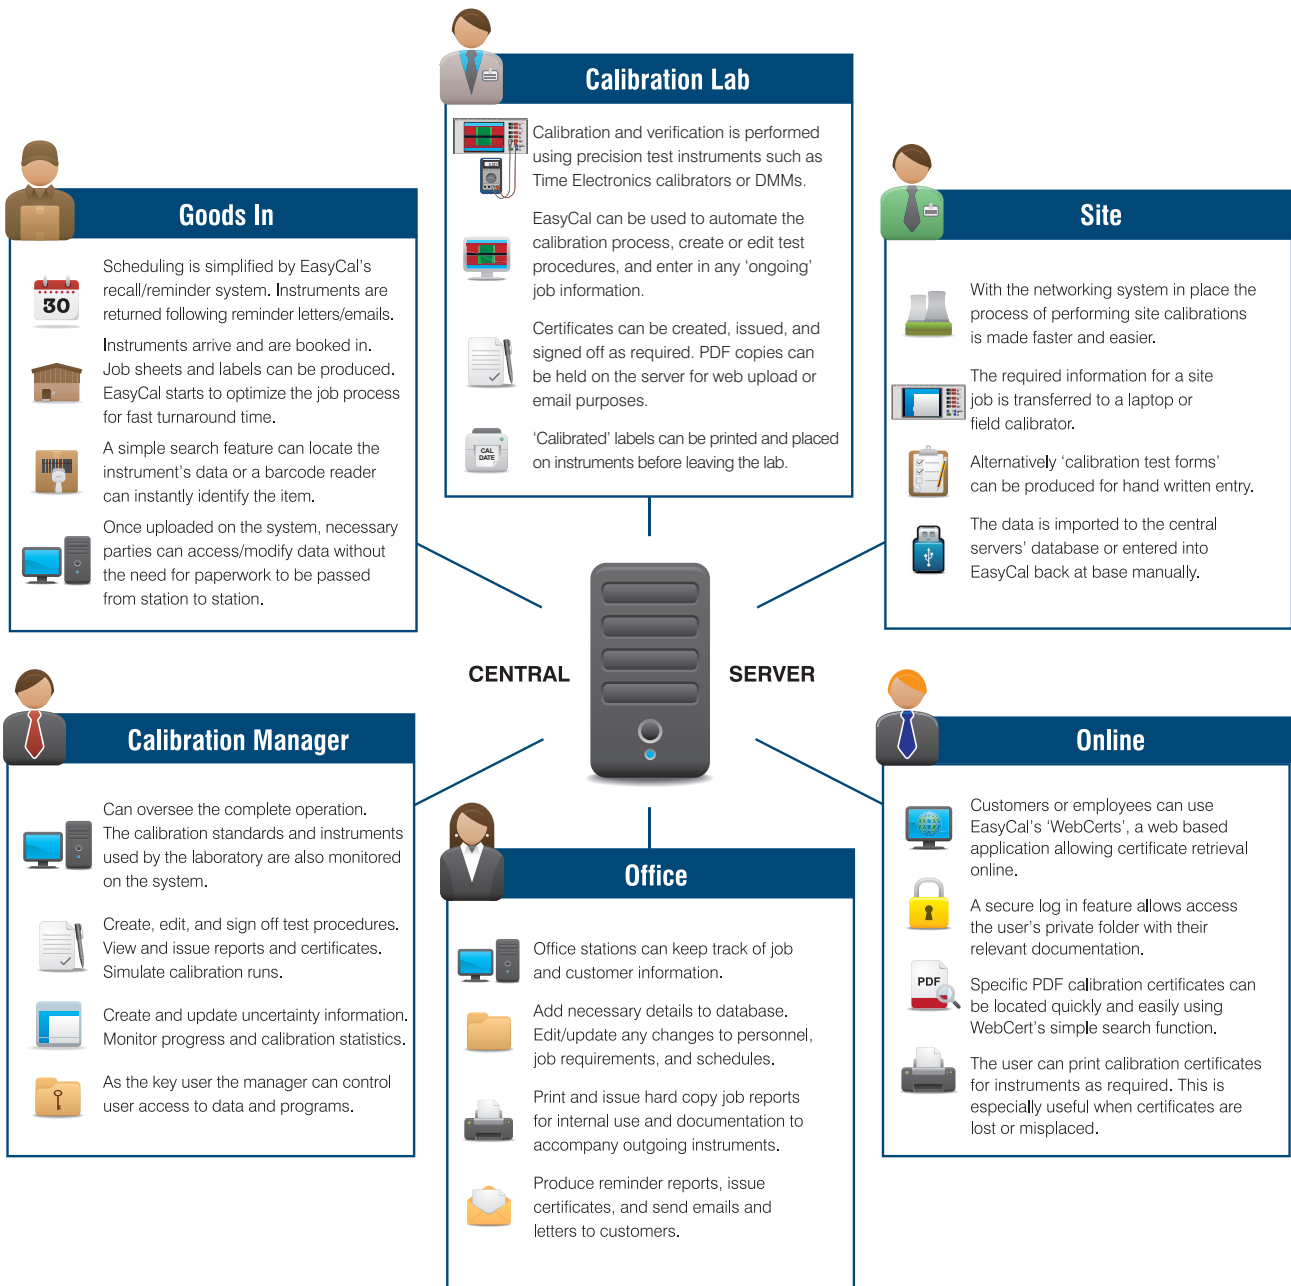 Calibration Lab
Calibration and verification is performed
using precision test instruments such as
Time Electronics calibrators or DMMs.
EasyCal can be used to automate the
calibration process, create or edit test
procedures, and enter in any ‘ongoing’
job information.
Certificates can be created, issued, and
signed off as required. PDF copies can
be held on the server for web upload or
email purposes.
CAL
DATE
‘Calibrated’ labels can be printed and placed
on instruments before leaving the lab.
Goods In
30
Scheduling is simplified by EasyCal’s
recall/reminder system. Instruments are
returned following reminder letters/emails.
Instruments arrive and are booked in.
Job sheets and labels can be produced.
EasyCal starts to optimize the job process
for fast turnaround time.
A simple search feature can locate the
instrument’s data or a barcode reader
can instantly identify the item.
Once uploaded on the system, necessary
parties can access/modify data without
the need for paperwork to be passed
from station to station.
Site
With the networking system in place the
process of performing site calibrations
is made faster and easier.
The required information for a site
job is transferred to a laptop or
field calibrator.
Alternatively ‘calibration test forms’
can be produced for hand written entry.
The data is imported to the central
servers’ database or entered into
EasyCal back at base manually.
CENTRAL SERVER
Calibration Manager
Can oversee the complete operation.
The calibration standards and instruments
used by the laboratory are also monitored
on the system.
Create, edit, and sign off test procedures.
View and issue reports and certificates.
Simulate calibration runs.
Create and update uncertainty information.
Monitor progress and calibration statistics.
As the key user the manager can control
user access to data and programs.
Office
Office stations can keep track of job
and customer information.
Add necessary details to database.
Edit/update any changes to personnel,
job requirements, and schedules.
Print and issue hard copy job reports
for internal use and documentation to
accompany outgoing instruments.
Produce reminder reports, issue
certificates, and send emails and
letters to customers.
Online
Customers or employees can use
EasyCal’s ‘WebCerts’, a web based
application allowing certificate retrieval
online.
A secure log in feature allows access
the user’s private folder with their
relevant documentation.
PDF
Specific PDF calibration certificates can
be located quickly and easily using
WebCert’s simple search function.
The user can print calibration certificates
for instruments as required. This is
especially useful when certificates are
lost or misplaced.